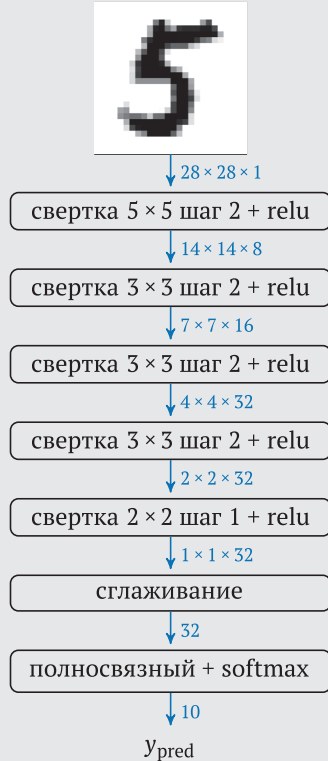 5
28 × 28 × 1
свертка 5 × 5 шаг 2 + relu
14 × 14 × 8
свертка 3 × 3 шаг 2 + relu
7 × 7 × 16
свертка 3 × 3 шаг 2 + relu
4 × 4 × 32
свертка 3 × 3 шаг 2 + relu
2 × 2 × 32
свертка 2 × 2 шаг 1 + relu
1 × 1 × 32
сглаживание
32
полносвязный + softmax
10
y_pred